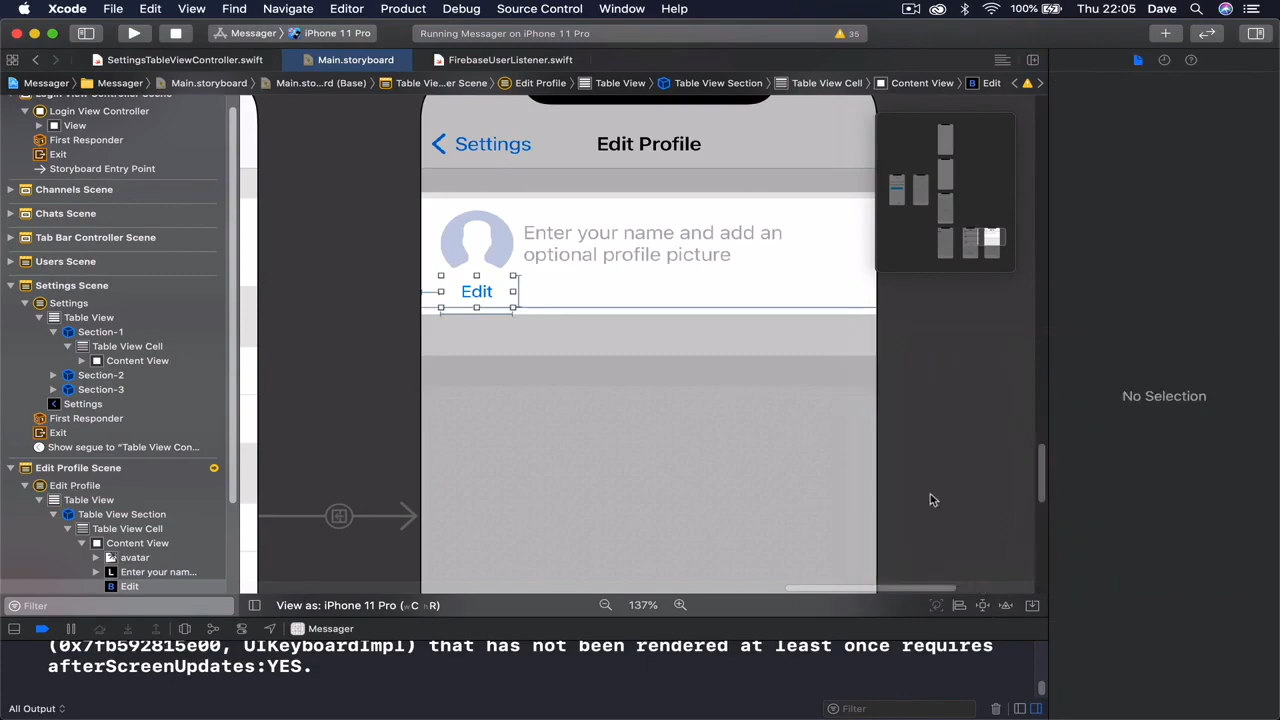 Xcode File Edit View Find Navigate Editor Product Debug Source Control Window Help 100% Thu 22:05 Dave
Messager iPhone 11 Pro Running Messager on iPhone 11 Pro 35
SettingsTableViewController.swift Main.storyboard FirebaseUserListener.swift
Messager Messager Main.storyboard Main.sto...rd (Base) Table Vie...er Scene Edit Profile Table View Table View Section Table View Cell Content View B Edit
Login View Controller Scene
Login View Controller
View
First Responder
Exit
Storyboard Entry Point
Channels Scene
Chats Scene
Tab Bar Controller Scene
Users Scene
Settings Scene
Settings
Table View
Section-1
Table View Cell
Content View
Section-2
Section-3
Settings
First Responder
Exit
Show segue to “Table View Con...
Edit Profile Scene
Edit Profile
Table View
Table View Section
Table View Cell
Content View
avatar
L Enter your nam...
B Edit
Filter
Settings Edit Profile
Enter your name and add an
optional profile picture
Edit
No Selection
View as: iPhone 11 Pro (wC hR) 137%
Messager
(0x7fb592815e00, UIKeyboardImpl) that has not been rendered at least once requires
afterScreenUpdates:YES.
All Output Filter